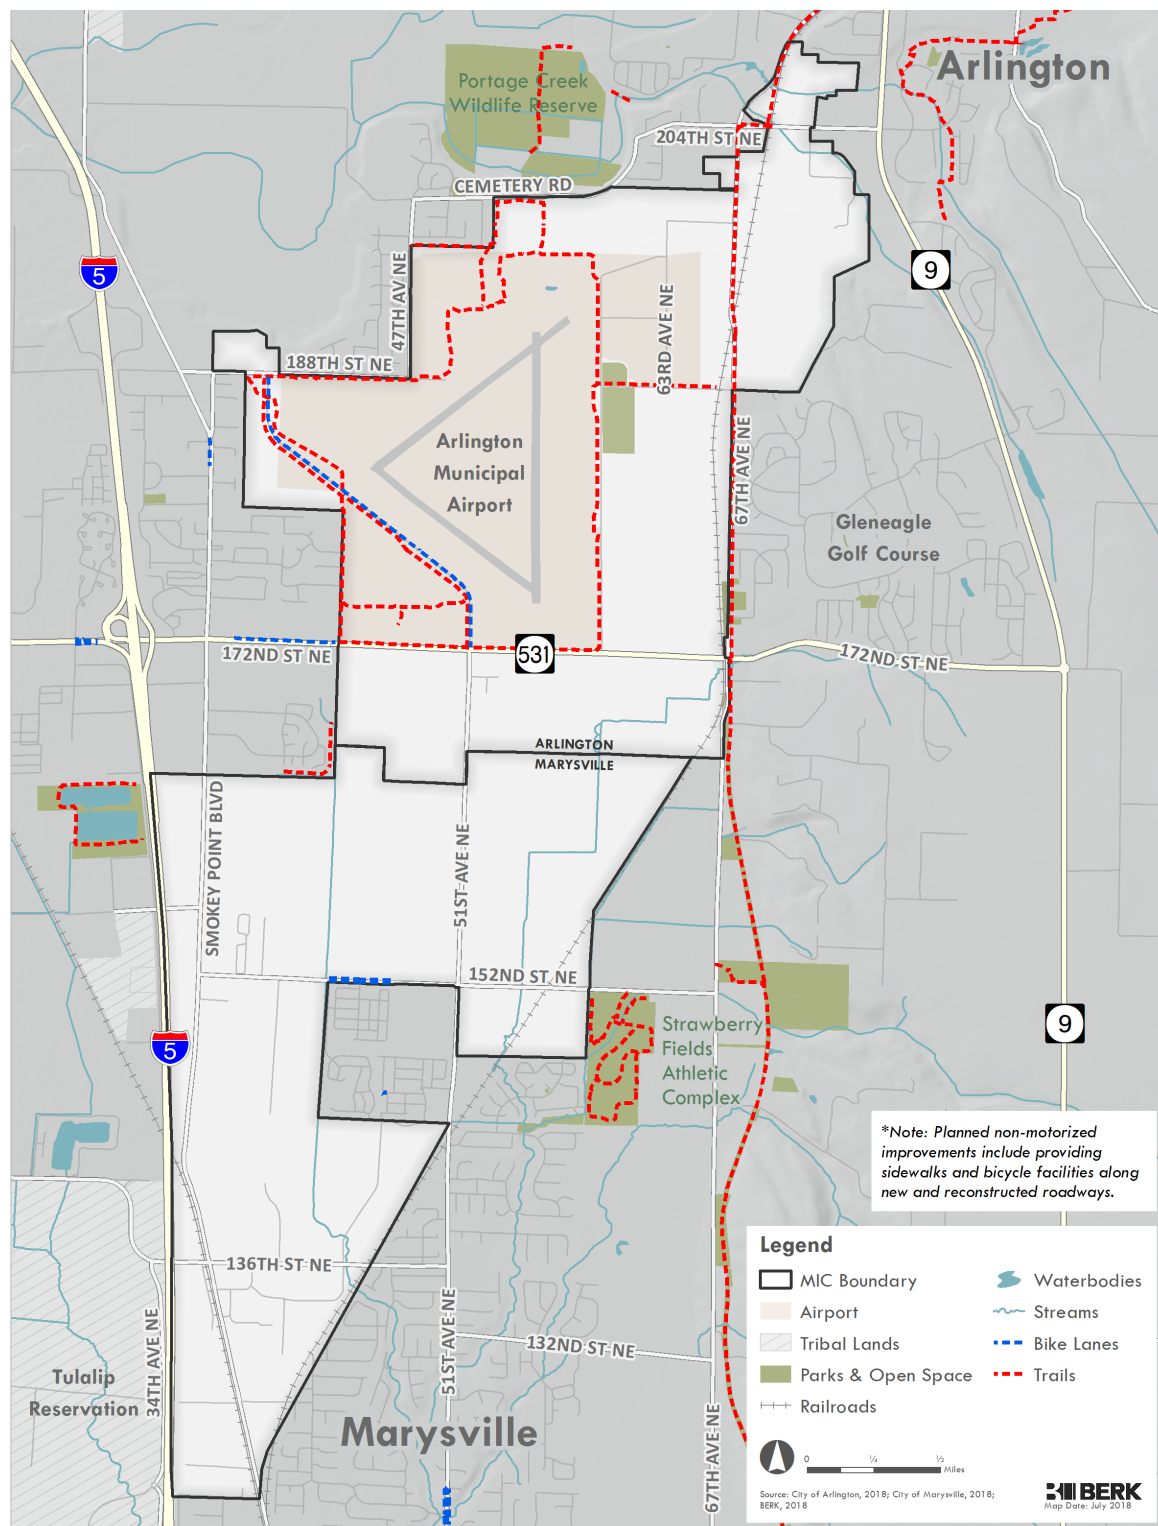 Arlington
Portage Creek
Wildlife Reserve
204TH ST NE
CEMETERY RD
5
9
47TH AV NE
63RD AVE NE
188TH ST NE
Arlington
Municipal
Airport
67TH AVE NE
Gleneagle
Golf Course
172ND ST NE
531
172ND ST NE
ARLINGTON
MARYSVILLE
SMOKEY POINT BLVD
51ST AVE NE
152ND ST NE
5
9
Strawberry
Fields
Athletic
Complex
*Note: Planned non-motorized
improvements include providing
sidewalks and bicycle facilities along
new and reconstructed roadways.
136TH ST NE
34TH AVE NE
51ST AVE NE
132ND ST NE
67TH AVE NE
Tulalip
Reservation
Marysville
Legend
MIC Boundary
Airport
Tribal Lands
Parks & Open Space
Railroads
Waterbodies
Streams
Bike Lanes
Trails
0 ¼ ½
Miles
Source: City of Arlington, 2018; City of Marysville, 2018;
BERK, 2018
BERK
Map Date: July 2018